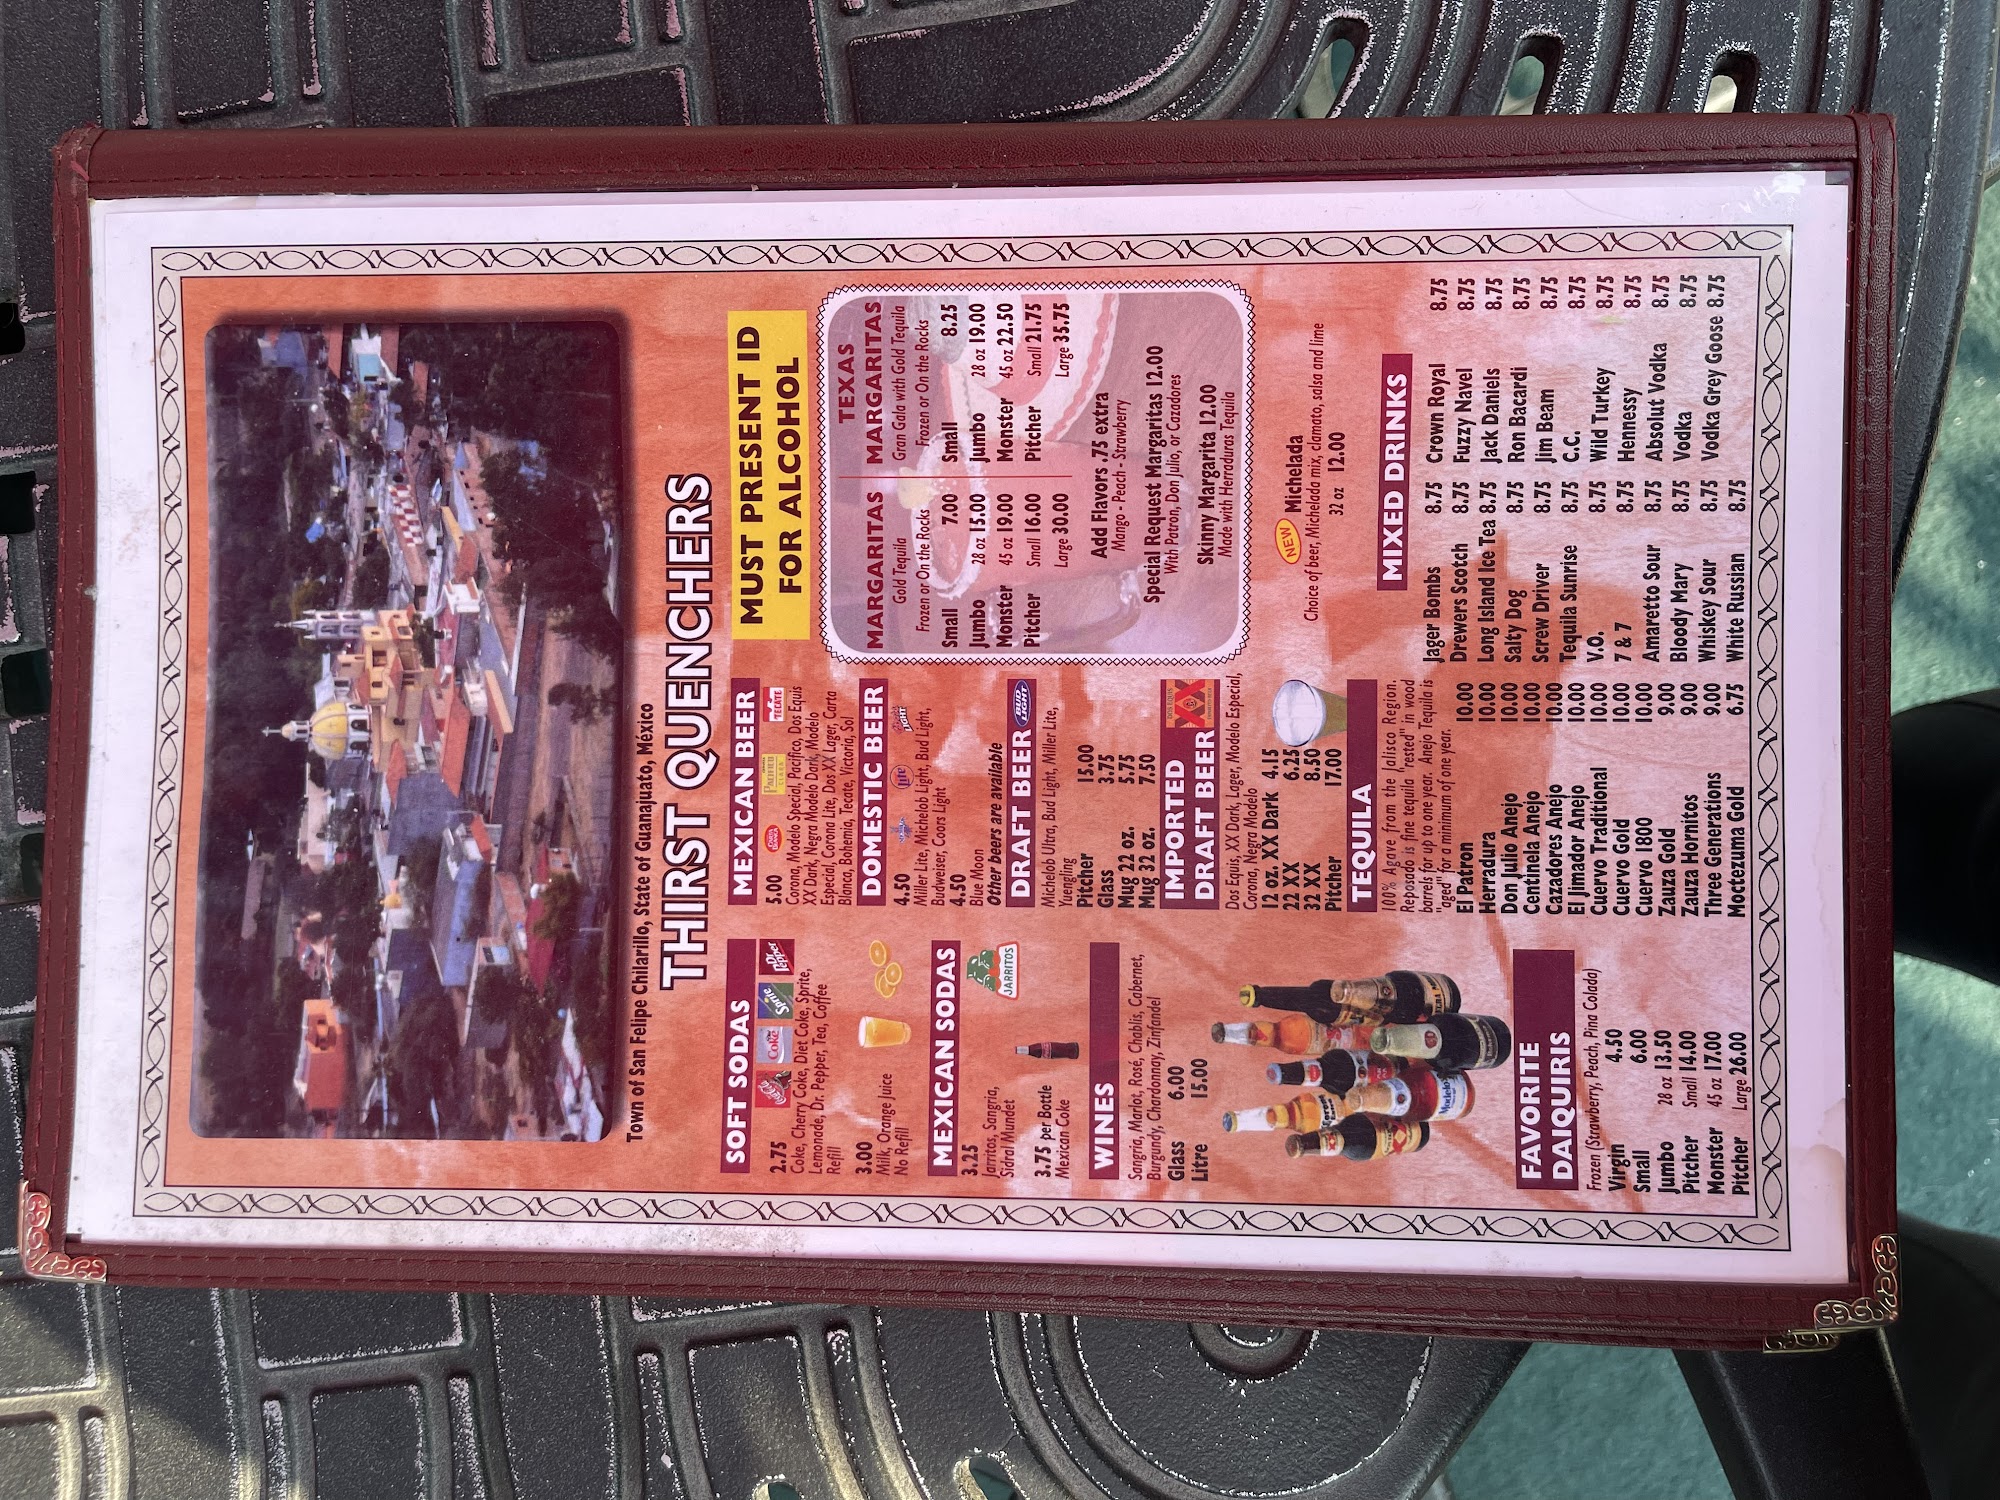 Town of San Felipe Chilarillo, State of Guanajuato, México
THIRST QUENCHERS
SOFT SODAS
Coke
Sprite
Dr Pepper
2.75
Coke, Cherry Coke, Diet Coke, Sprite,
Lemonade, Dr. Pepper, Tea, Coffee
Refill
3.00
Milk, Orange Juice
No Refill
MEXICAN SODAS
3.25
JARRITOS
Jarritos, Sangria,
Sidral Mundet
3.75 per Bottle
Mexican Coke
WINES
Sangria, Marlot, Rosé, Chablis, Cabernet,
Burgundy, Chardonnay, Zinfandel
Glass 6.00
Litre 15.00
FAVORITE
DAIQUIRIS
Frozen (Strawberry, Peach, Pina Colada)
Virgin 4.50
Small 6.00
Jumbo 28 oz 13.50
Pitcher Small 14.00
Monster 45 oz 17.00
Pitcher Large 26.00
MEXICAN BEER
TECATE
5.00
Corona, Modelo Special, Pacifico, Dos Equis
XX Dark, Negra Modelo Dark, Modelo
Especial, Corona Lite, Dos XX Lager, Carta
Blanca, Bohemia, Tecate, Victoria, Sol
DOMESTIC BEER
4.50
Miller Lite, Michelob Light, Bud Light,
Budweiser, Coors Light
4.50
Blue Moon
Other beers are available
DRAFT BEER
BUD LIGHT
Michelob Ultra, Bud Light, Miller Lite,
Yuengling
Pitcher 15.00
Glass 3.75
Mug 22 oz. 5.75
Mug 32 oz. 7.50
IMPORTED
DRAFT BEER
XX
Dos Equis, XX Dark, Lager, Modelo Especial,
Corona, Negra Modelo
12 oz. XX Dark 4.15
22 XX 6.25
32 XX 8.50
Pitcher 17.00
TEQUILA
100% Agave from the Jalisco Region.
Reposado is fine tequila "rested" in wood
barrels for up to one year. Anejo Tequila is
"aged" for a minimum of one year.
El Patron 10.00
Herradura 10.00
Don Julio Anejo 10.00
Centinela Anejo 10.00
Cazadores Anejo 10.00
El Jimador Anejo 10.00
Cuervo Traditional 10.00
Cuervo Gold 10.00
Cuervo 1800 10.00
Zauza Gold 9.00
Zauza Hornitos 9.00
Three Generations 9.00
Moctezuma Gold 6.75
MUST PRESENT ID
FOR ALCOHOL
MARGARITAS
Gold Tequila
Frozen or On the Rocks
Small 7.00
Jumbo 28 oz 15.00
Monster 45 oz 19.00
Pitcher Small 16.00
Large 30.00
TEXAS
MARGARITAS
Gran Gala with Gold Tequila
Frozen or On the Rocks
Small 8.25
Jumbo 28 oz 19.00
Monster 45 oz 22.50
Pitcher Small 21.75
Large 35.75
Add Flavors .75 extra
Mango - Peach - Strawberry
Special Request Margaritas 12.00
With Patron, Don Julio, or Cazadores
Skinny Margarita 12.00
Made with Herraduras Tequila
NEW Michelada
Choice of beer, Michelada mix, clamato, salsa and lime
32 oz 12.00
MIXED DRINKS
Jager Bombs 8.75
Drewers Scotch 8.75
Long Island Ice Tea 8.75
Salty Dog 8.75
Screw Driver 8.75
Tequila Sunrise 8.75
V.O. 8.75
7 & 7 8.75
Amaretto Sour 8.75
Bloody Mary 8.75
Whiskey Sour 8.75
White Russian 8.75
Crown Royal 8.75
Fuzzy Navel 8.75
Jack Daniels 8.75
Ron Bacardi 8.75
Jim Beam 8.75
C.C. 8.75
Wild Turkey 8.75
Hennessy 8.75
Absolut Vodka 8.75
Vodka 8.75
Vodka Grey Goose 8.75